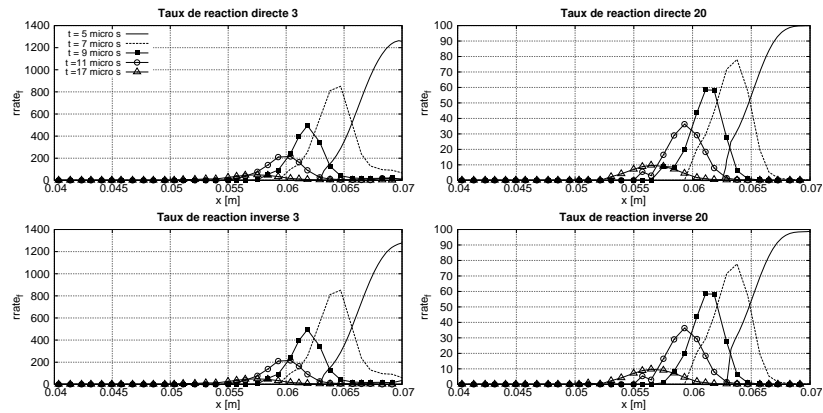 Taux de reaction directe 3
1400
1200
1000
800
600
400
200
0
rrate_f
t = 5 micro s
t = 7 micro s
t = 9 micro s
t =11 micro s
t =17 micro s
0.04 0.045 0.05 0.055 0.06 0.065 0.07
x [m]
Taux de reaction directe 20
100
90
80
70
60
50
40
30
20
10
0
rrate_f
0.04 0.045 0.05 0.055 0.06 0.065 0.07
x [m]
Taux de reaction inverse 3
1400
1200
1000
800
600
400
200
0
rrate_f
0.04 0.045 0.05 0.055 0.06 0.065 0.07
x [m]
Taux de reaction inverse 20
100
90
80
70
60
50
40
30
20
10
0
rrate_f
0.04 0.045 0.05 0.055 0.06 0.065 0.07
x [m]